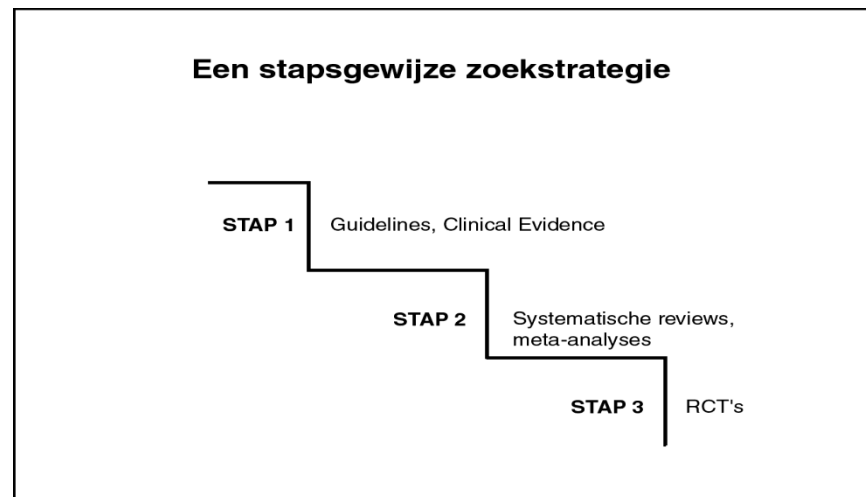 Een stapsgewijze zoekstrategie
STAP 1 Guidelines, Clinical Evidence
STAP 2 Systematische reviews,
meta-analyses
STAP 3 RCT's